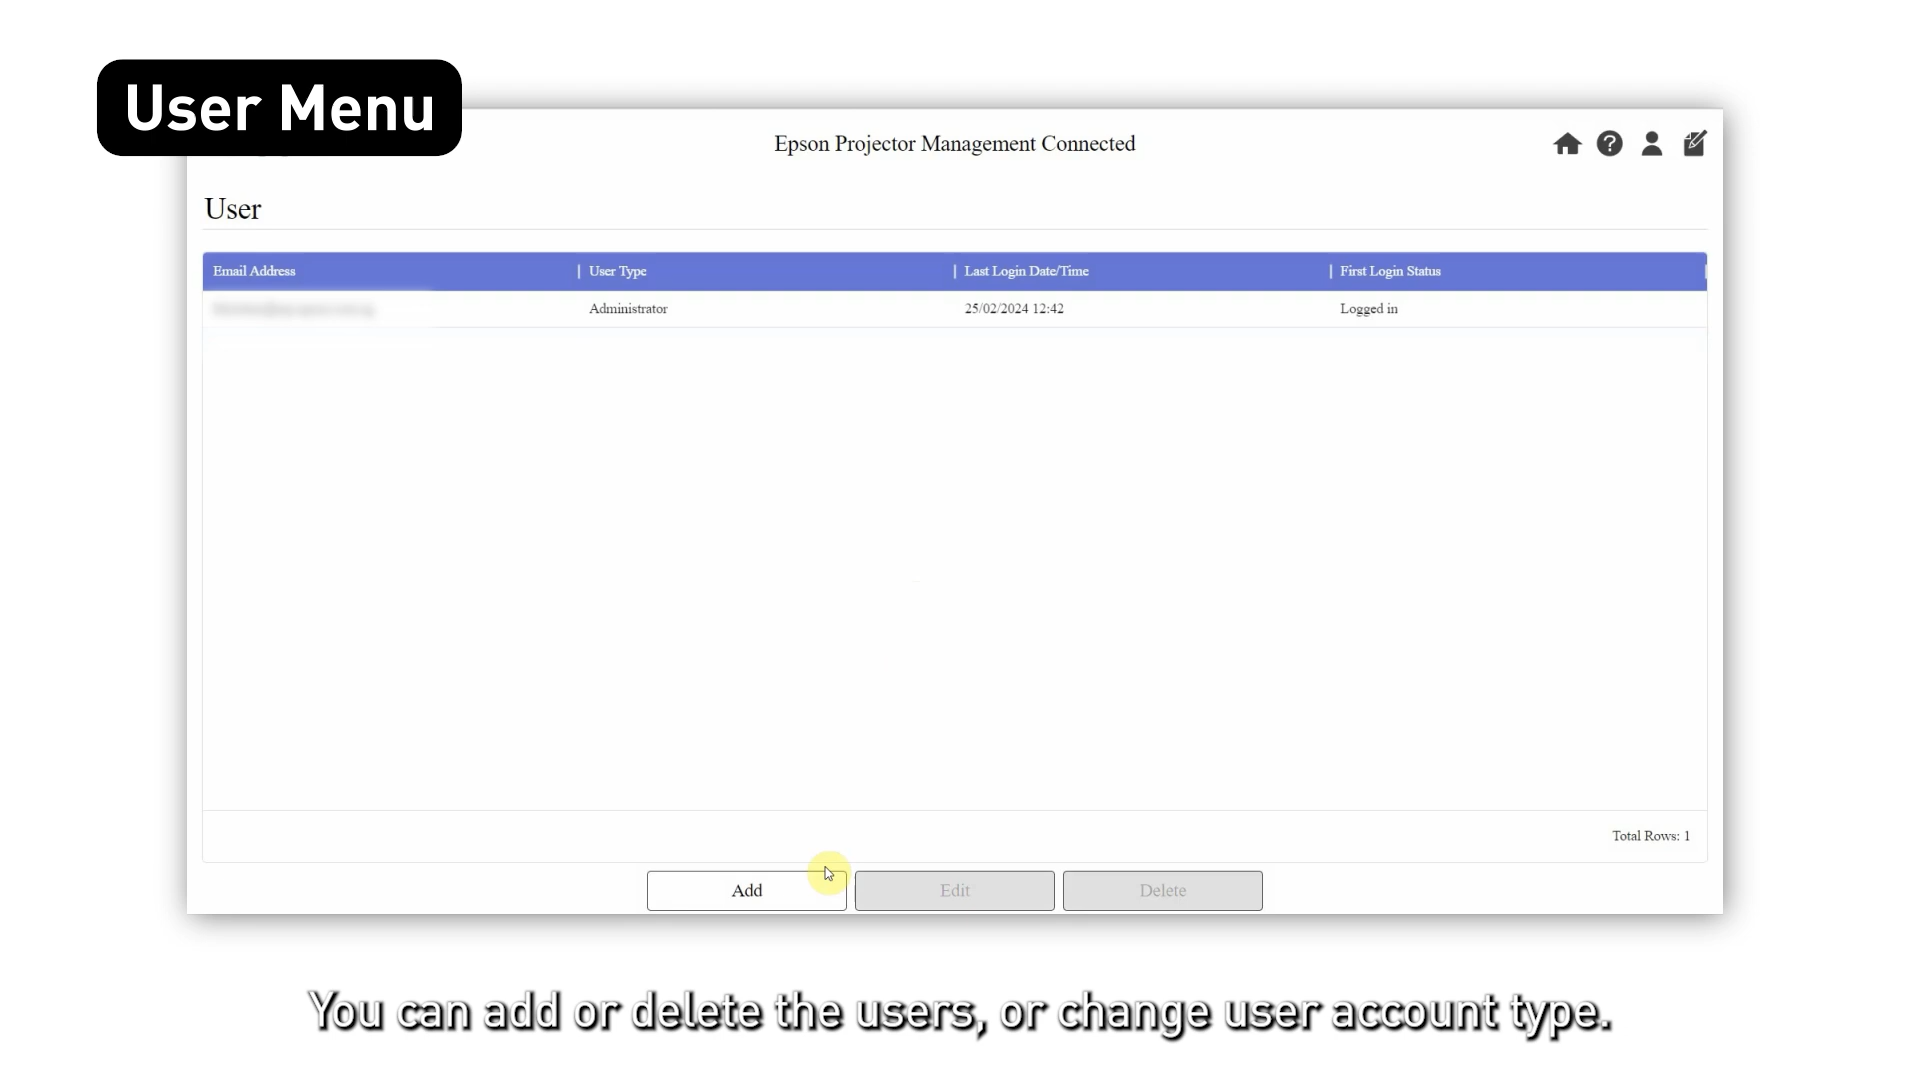 User Menu
Epson Projector Management Connected
User
Email Address | User Type | Last Login Date/Time | First Login Status
Administrator 25/02/2024 12:42 Logged in
Total Rows: 1
Add Edit Delete
You can add or delete the users, or change user account type.